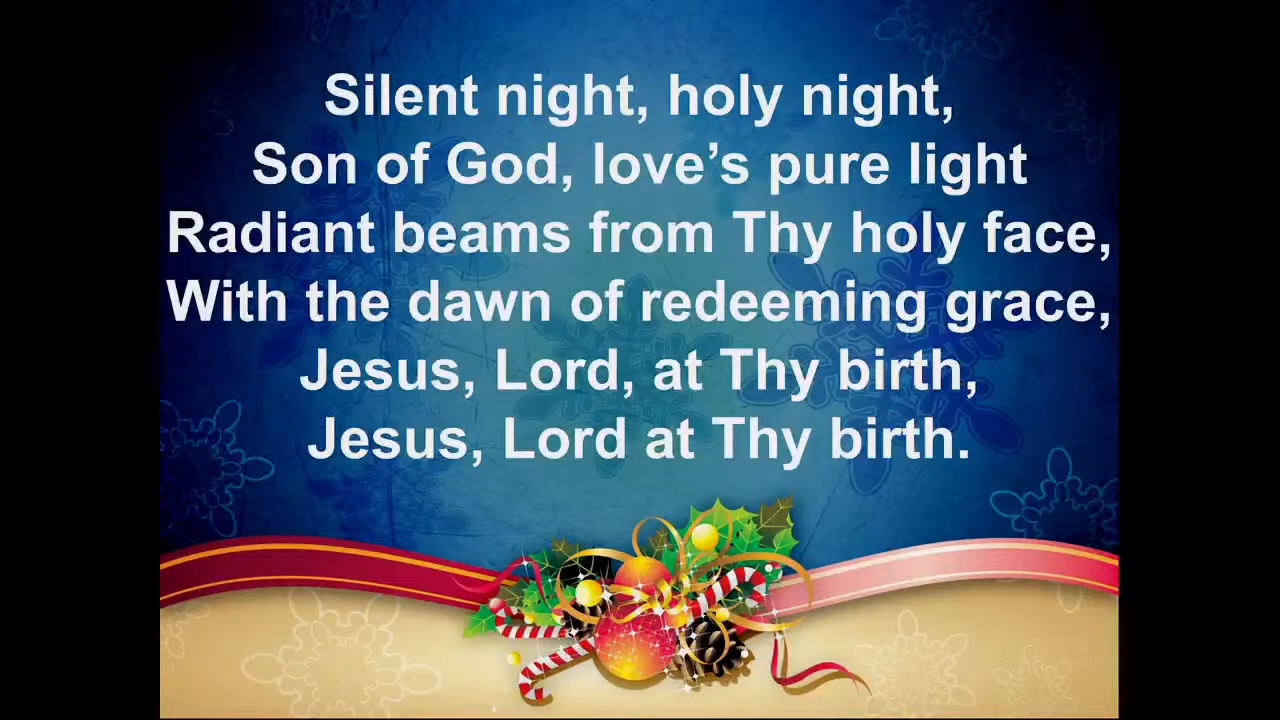 Silent night, holy night,
Son of God, love’s pure light
Radiant beams from Thy holy face,
With the dawn of redeeming grace,
Jesus, Lord, at Thy birth,
Jesus, Lord at Thy birth.